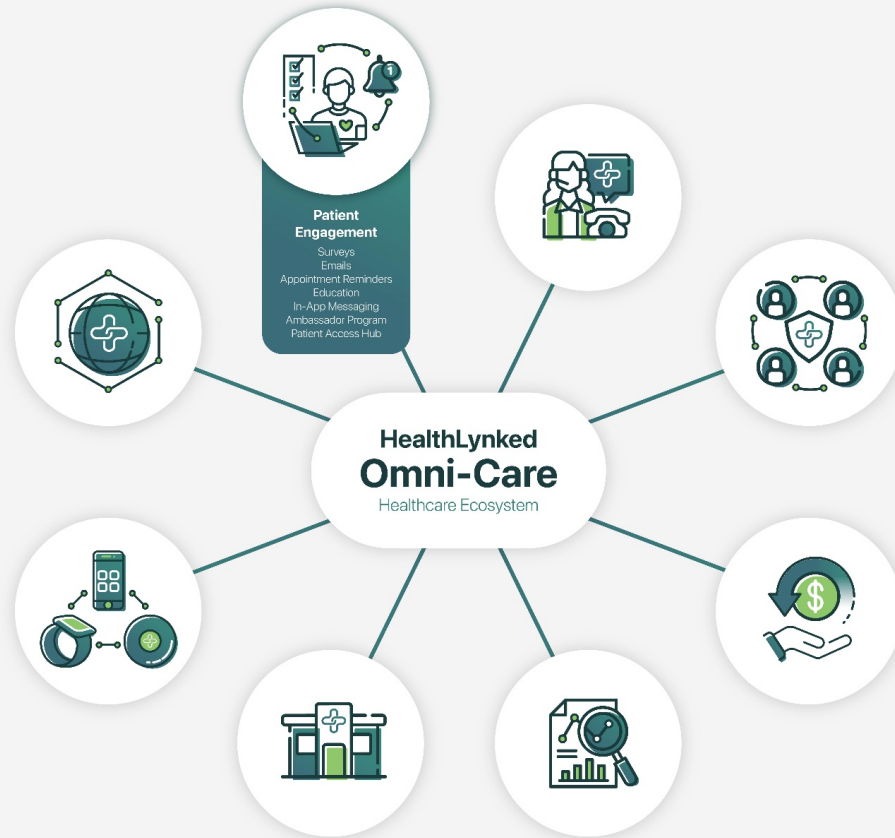 1
Patient
Engagement
Surveys
Emails
Appointment Reminders
Education
In-App Messaging
Ambassador Program
Patient Access Hub
HealthLynked
Omni-Care
Healthcare Ecosystem
$